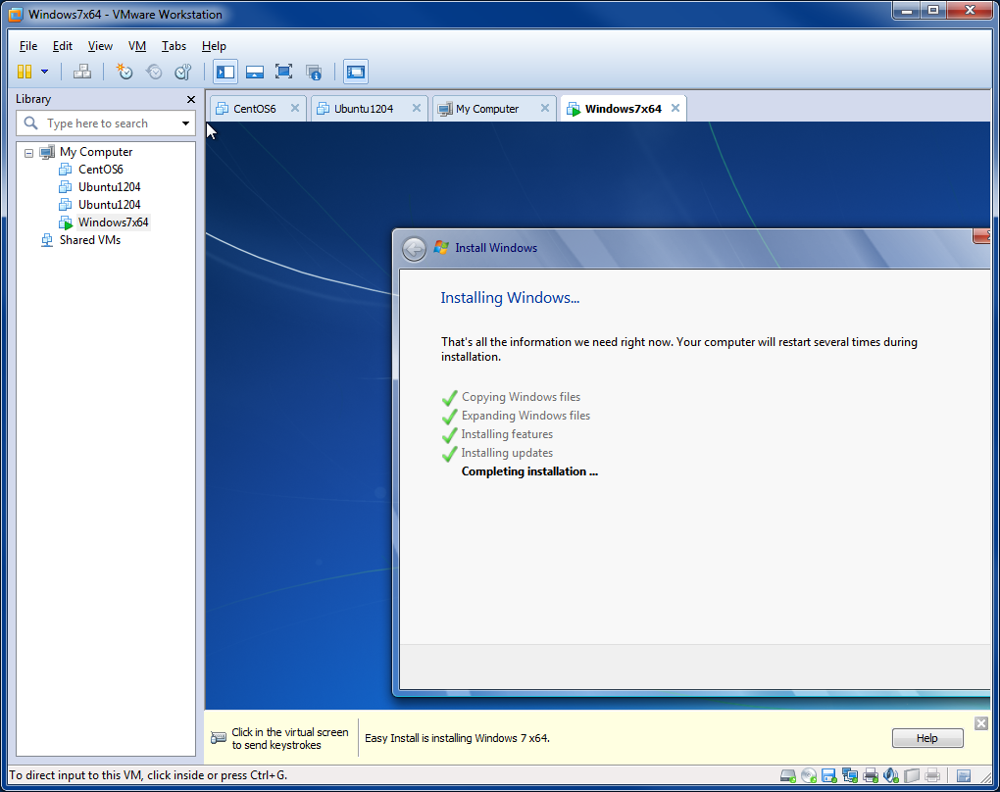 Windows7x64 - VMware Workstation
File Edit View VM Tabs Help
Library
Type here to search
My Computer
CentOS6
Ubuntu1204
Ubuntu1204
Windows7x64
Shared VMs
CentOS6 Ubuntu1204 My Computer Windows7x64
Install Windows
Installing Windows...
That's all the information we need right now. Your computer will restart several times during
installation.
Copying Windows files
Expanding Windows files
Installing features
Installing updates
Completing installation ...
Click in the virtual screen
to send keystrokes
Easy Install is installing Windows 7 x64.
Help
To direct input to this VM, click inside or press Ctrl+G.